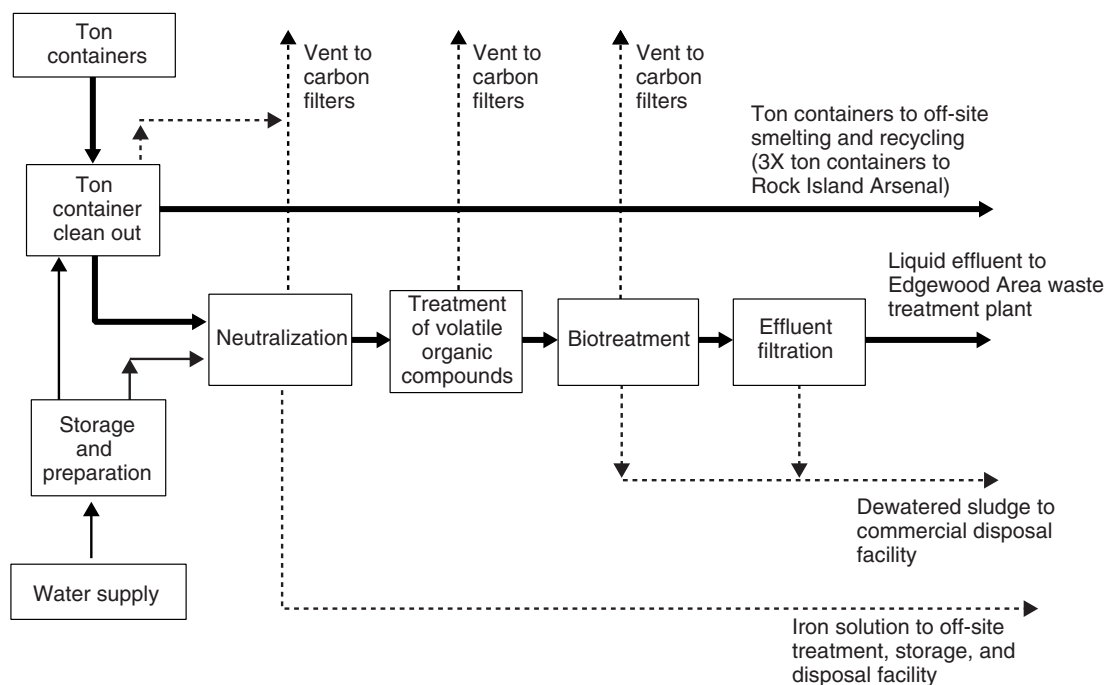 Ton
containers
Vent to
carbon
filters
Vent to
carbon
filters
Vent to
carbon
filters
Ton containers to off-site
smelting and recycling
(3X ton containers to
Rock Island Arsenal)
Ton
container
clean out
Liquid effluent to
Edgewood Area waste
treatment plant
Neutralization
Treatment
of volatile
organic
compounds
Biotreatment
Effluent
filtration
Storage
and
preparation
Dewatered sludge to
commercial disposal
facility
Water supply
Iron solution to off-site
treatment, storage, and
disposal facility